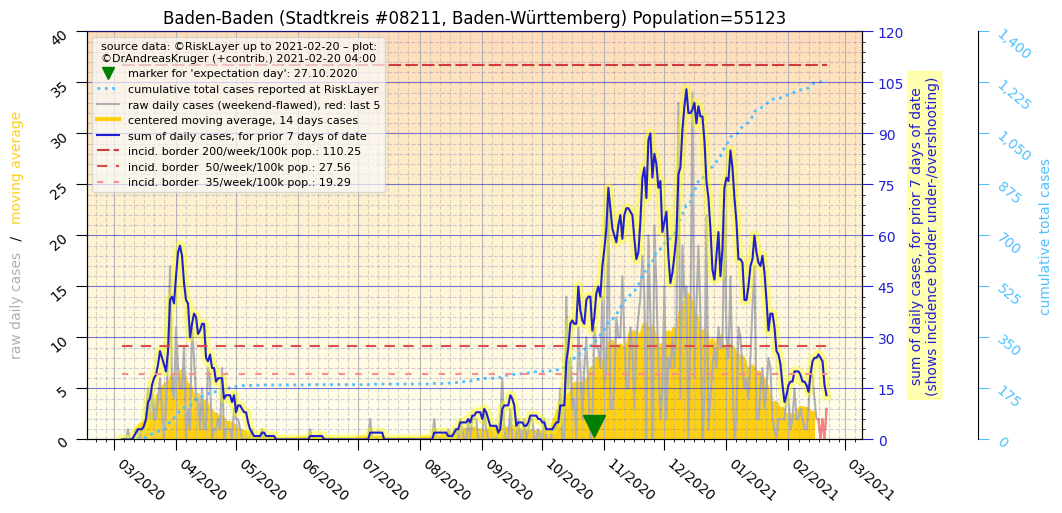 Baden-Baden (Stadtkreis #08211, Baden-Württemberg) Population=55123
source data: ©RiskLayer up to 2021-02-20 – plot:
©DrAndreasKruger (+contrib.) 2021-02-20 04:00
marker for 'expectation day': 27.10.2020
cumulative total cases reported at RiskLayer
raw daily cases (weekend-flawed), red: last 5
centered moving average, 14 days cases
sum of daily cases, for prior 7 days of date
incid. border 200/week/100k pop.: 110.25
incid. border  50/week/100k pop.: 27.56
incid. border  35/week/100k pop.: 19.29
raw daily cases / moving average
40
35
30
25
20
15
10
5
0
03/2020
04/2020
05/2020
06/2020
07/2020
08/2020
09/2020
10/2020
11/2020
12/2020
01/2021
02/2021
03/2021
120
105
90
75
60
45
30
15
0
sum of daily cases, for prior 7 days of date
(shows incidence border under-/overshooting)
1,400
1,225
1,050
875
700
525
350
175
0
cumulative total cases